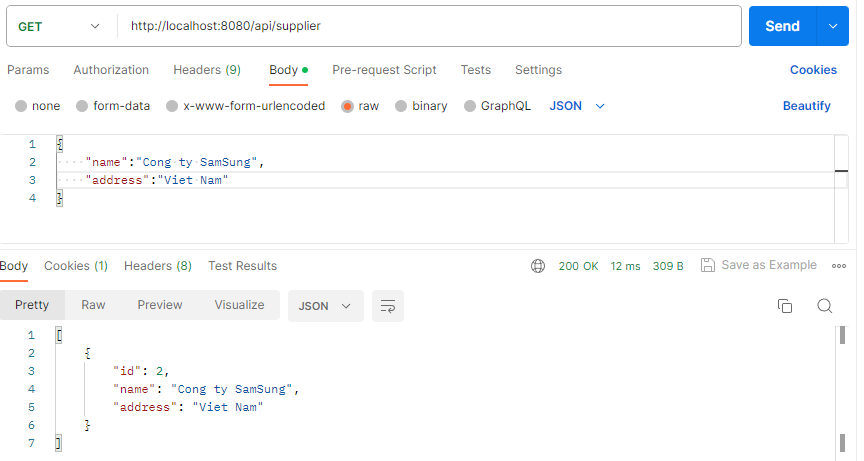 GET http://localhost:8080/api/supplier Send
Params Authorization Headers (9) Body Pre-request Script Tests Settings Cookies
none form-data x-www-form-urlencoded raw binary GraphQL JSON Beautify
1 {
2 "name":"Cong ty SamSung",
3 "address":"Viet Nam"
4 }
Body Cookies (1) Headers (8) Test Results 200 OK 12 ms 309 B Save as Example
Pretty Raw Preview Visualize JSON
1 [
2 {
3 "id": 2,
4 "name": "Cong ty SamSung",
5 "address": "Viet Nam"
6 }
7 ]